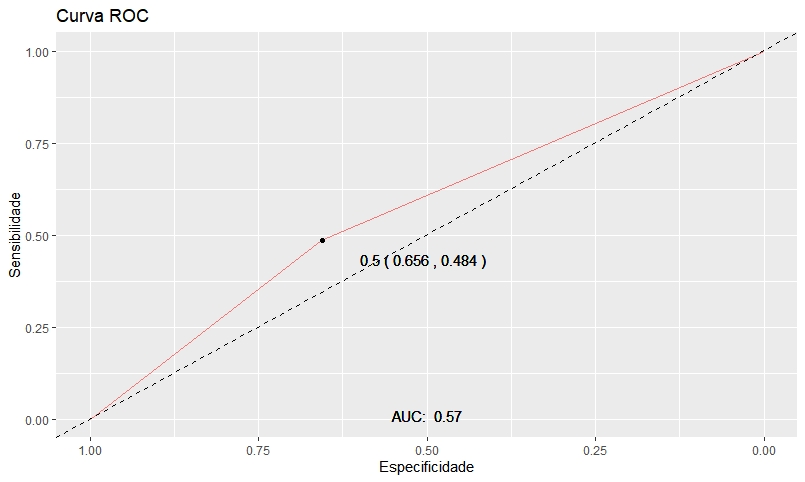 Curva ROC
1.00
0.75
0.50
0.25
0.00
Sensibilidade
0.5 ( 0.656 , 0.484 )
AUC: 0.57
1.00 0.75 0.50 0.25 0.00
Especificidade